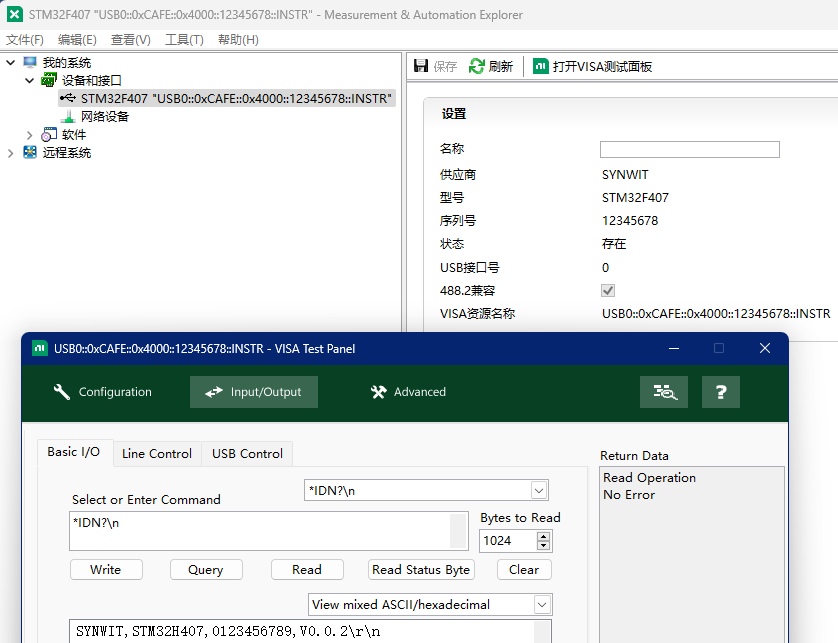 STM32F407 "USB0::0xCAFE::0x4000::12345678::INSTR" - Measurement & Automation Explorer
文件(F) 编辑(E) 查看(V) 工具(T) 帮助(H)
我的系统
设备和接口
STM32F407 "USB0::0xCAFE::0x4000::12345678::INSTR"
网络设备
软件
远程系统
保存 刷新 打开VISA测试面板
设置
名称
供应商 SYNWIT
型号 STM32F407
序列号 12345678
状态 存在
USB接口号 0
488.2兼容
VISA资源名称 USB0::0xCAFE::0x4000::12345678::INSTR
USB0::0xCAFE::0x4000::12345678::INSTR - VISA Test Panel
Configuration Input/Output Advanced ?
Basic I/O Line Control USB Control
Select or Enter Command *IDN?\n
*IDN?\n
Bytes to Read
1024
Write Query Read Read Status Byte Clear
View mixed ASCII/hexadecimal
SYNWIT,STM32H407,0123456789,V0.0.2\r\n
Return Data
Read Operation
No Error